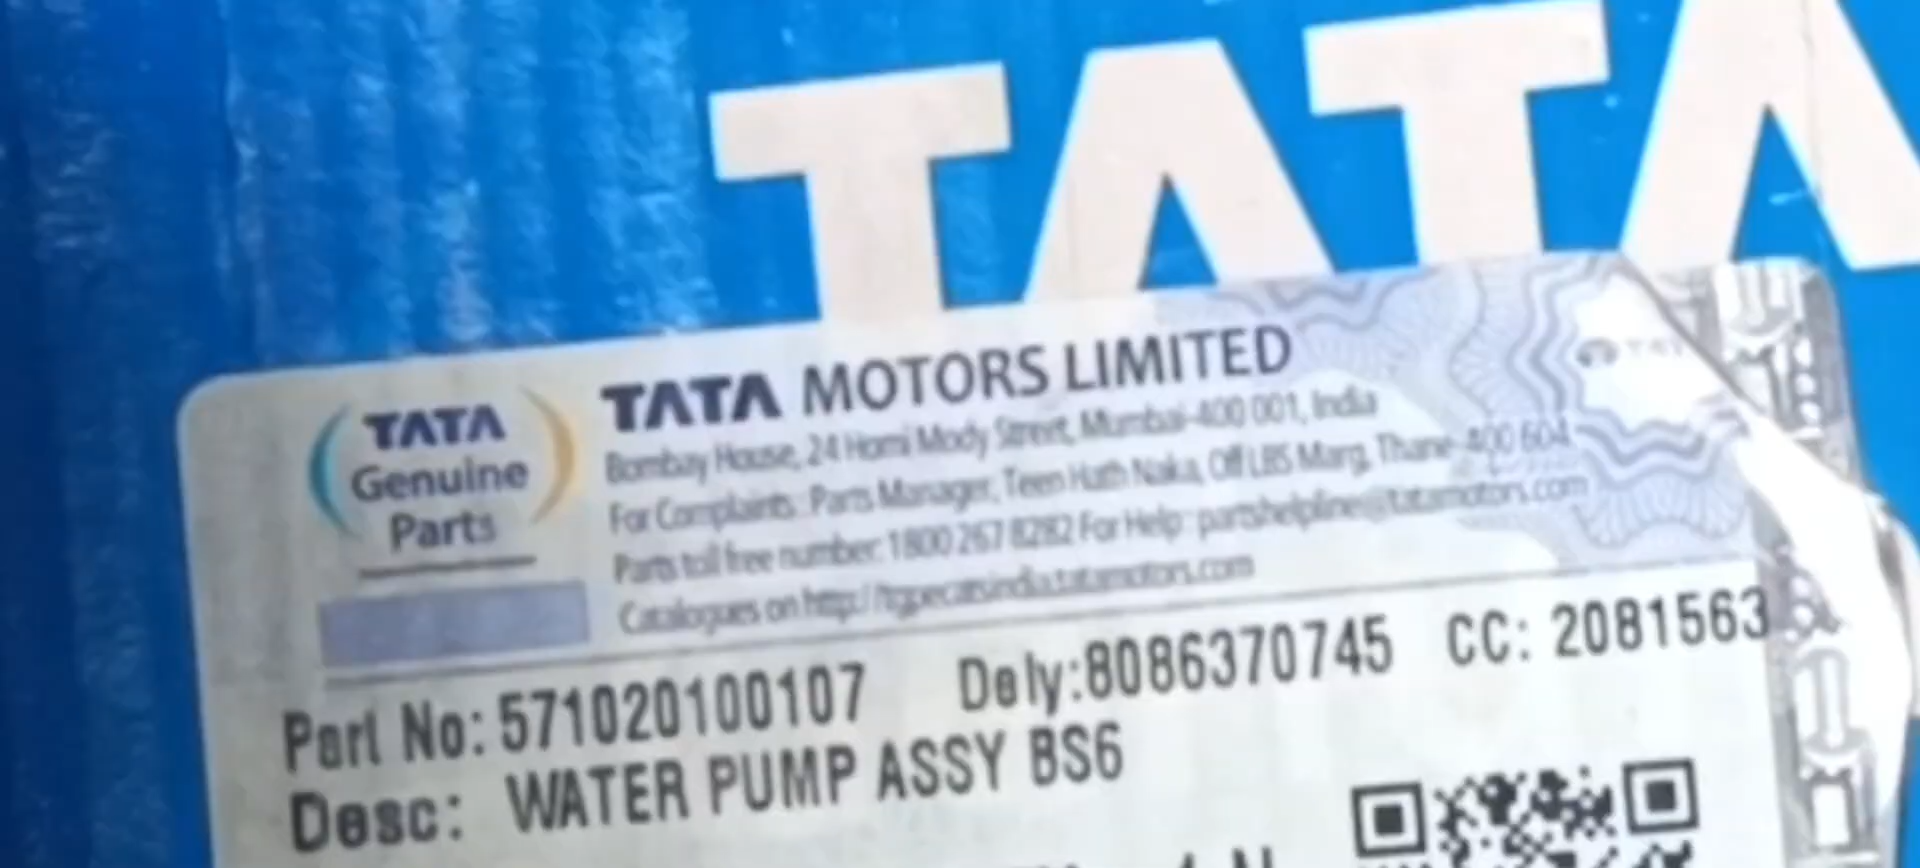 TATA
TATA
Genuine
Parts
TATA MOTORS LIMITED
Bombay House, 24 Homi Mody Street, Mumbai-400 001, India
For Complaints : Parts Manager, Teen Hath Naka, Off LBS Marg, Thane-400 604
Parts toll free number: 1800 267 8282 For Help : partshelpline@tatamotors.com
Catalogues on http://tgpecatsindia.tatamotors.com
Part No: 571020100107 Dely:8086370745 CC: 2081563
Desc: WATER PUMP ASSY BS6